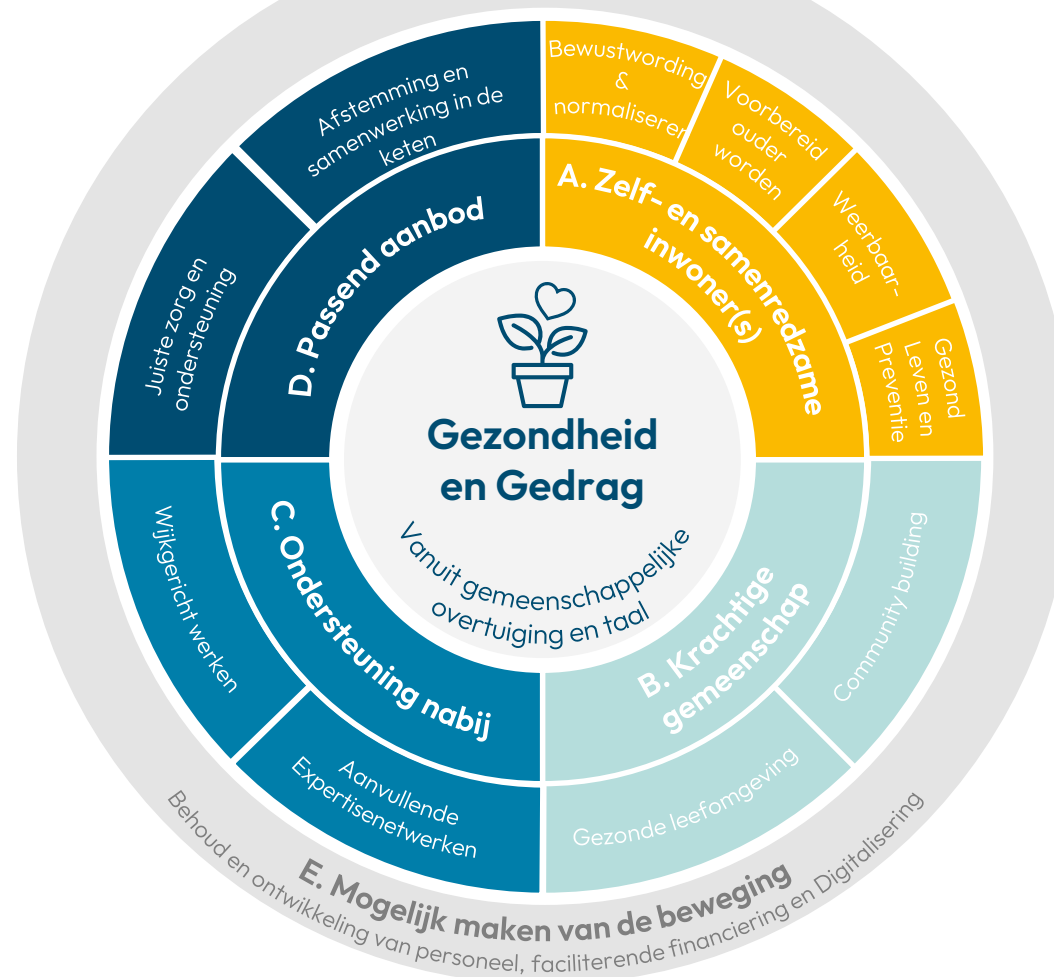 Gezondheid
en Gedrag
Vanuit gemeenschappelijke
overtuiging en taal
A. Zelf- en samenredzame
inwoner(s)
Bewustwording
&
normaliseren
Voorbereid
ouder
worden
Weerbaar-
heid
Gezond
Leven en
Preventie
B. Krachtige
gemeenschap
Community building
Gezonde leefomgeving
C. Ondersteuning nabij
Aanvullende
Expertisenetwerken
Wijkgericht werken
D. Passend aanbod
Juiste zorg en
ondersteuning
Afstemming en
samenwerking in de
keten
E. Mogelijk maken van de beweging
Behoud en ontwikkeling van personeel, faciliterende financiering en Digitalisering